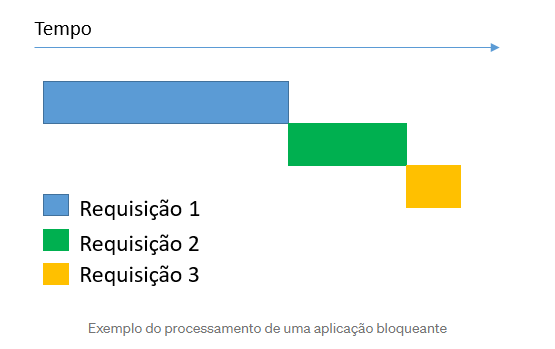 Tempo
Requisição 1
Requisição 2
Requisição 3
Exemplo do processamento de uma aplicação bloqueante